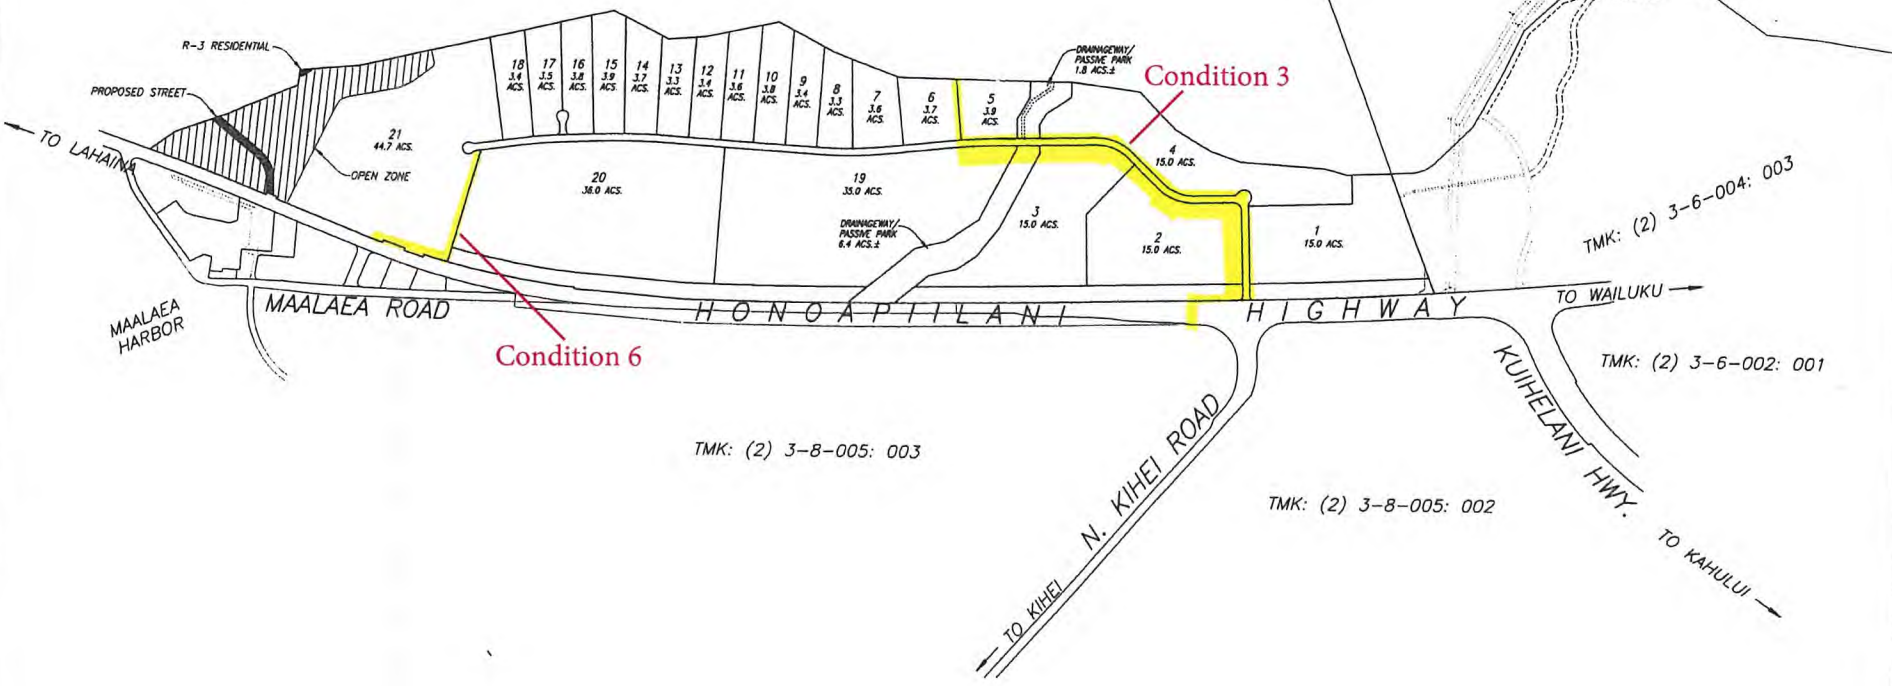 R-3 RESIDENTIAL
PROPOSED STREET
TO LAHAINA
21
44.7 ACS.
OPEN ZONE
18
3.4
ACS.
17
3.5
ACS.
16
3.8
ACS.
15
3.9
ACS.
14
3.7
ACS.
13
3.3
ACS.
12
3.4
ACS.
11
3.6
ACS.
10
3.8
ACS.
9
3.4
ACS.
8
3.3
ACS.
7
3.6
ACS.
6
3.7
ACS.
5
3.9
ACS.
DRAINAGEWAY/
PASSIVE PARK
1.8 ACS.±
Condition 3
4
15.0 ACS.
20
36.0 ACS.
19
35.0 ACS.
DRAINAGEWAY/
PASSIVE PARK
6.4 ACS.±
3
15.0 ACS.
2
15.0 ACS.
1
15.0 ACS.
TMK: (2) 3-6-004: 003
MAALAEA
HARBOR
MAALAEA ROAD
HONOAPIILANI HIGHWAY
TO WAILUKU
Condition 6
TMK: (2) 3-6-002: 001
KUIHELANI HWY.
TO KAHULUI
N. KIHEI ROAD
TO KIHEI
TMK: (2) 3-8-005: 003
TMK: (2) 3-8-005: 002